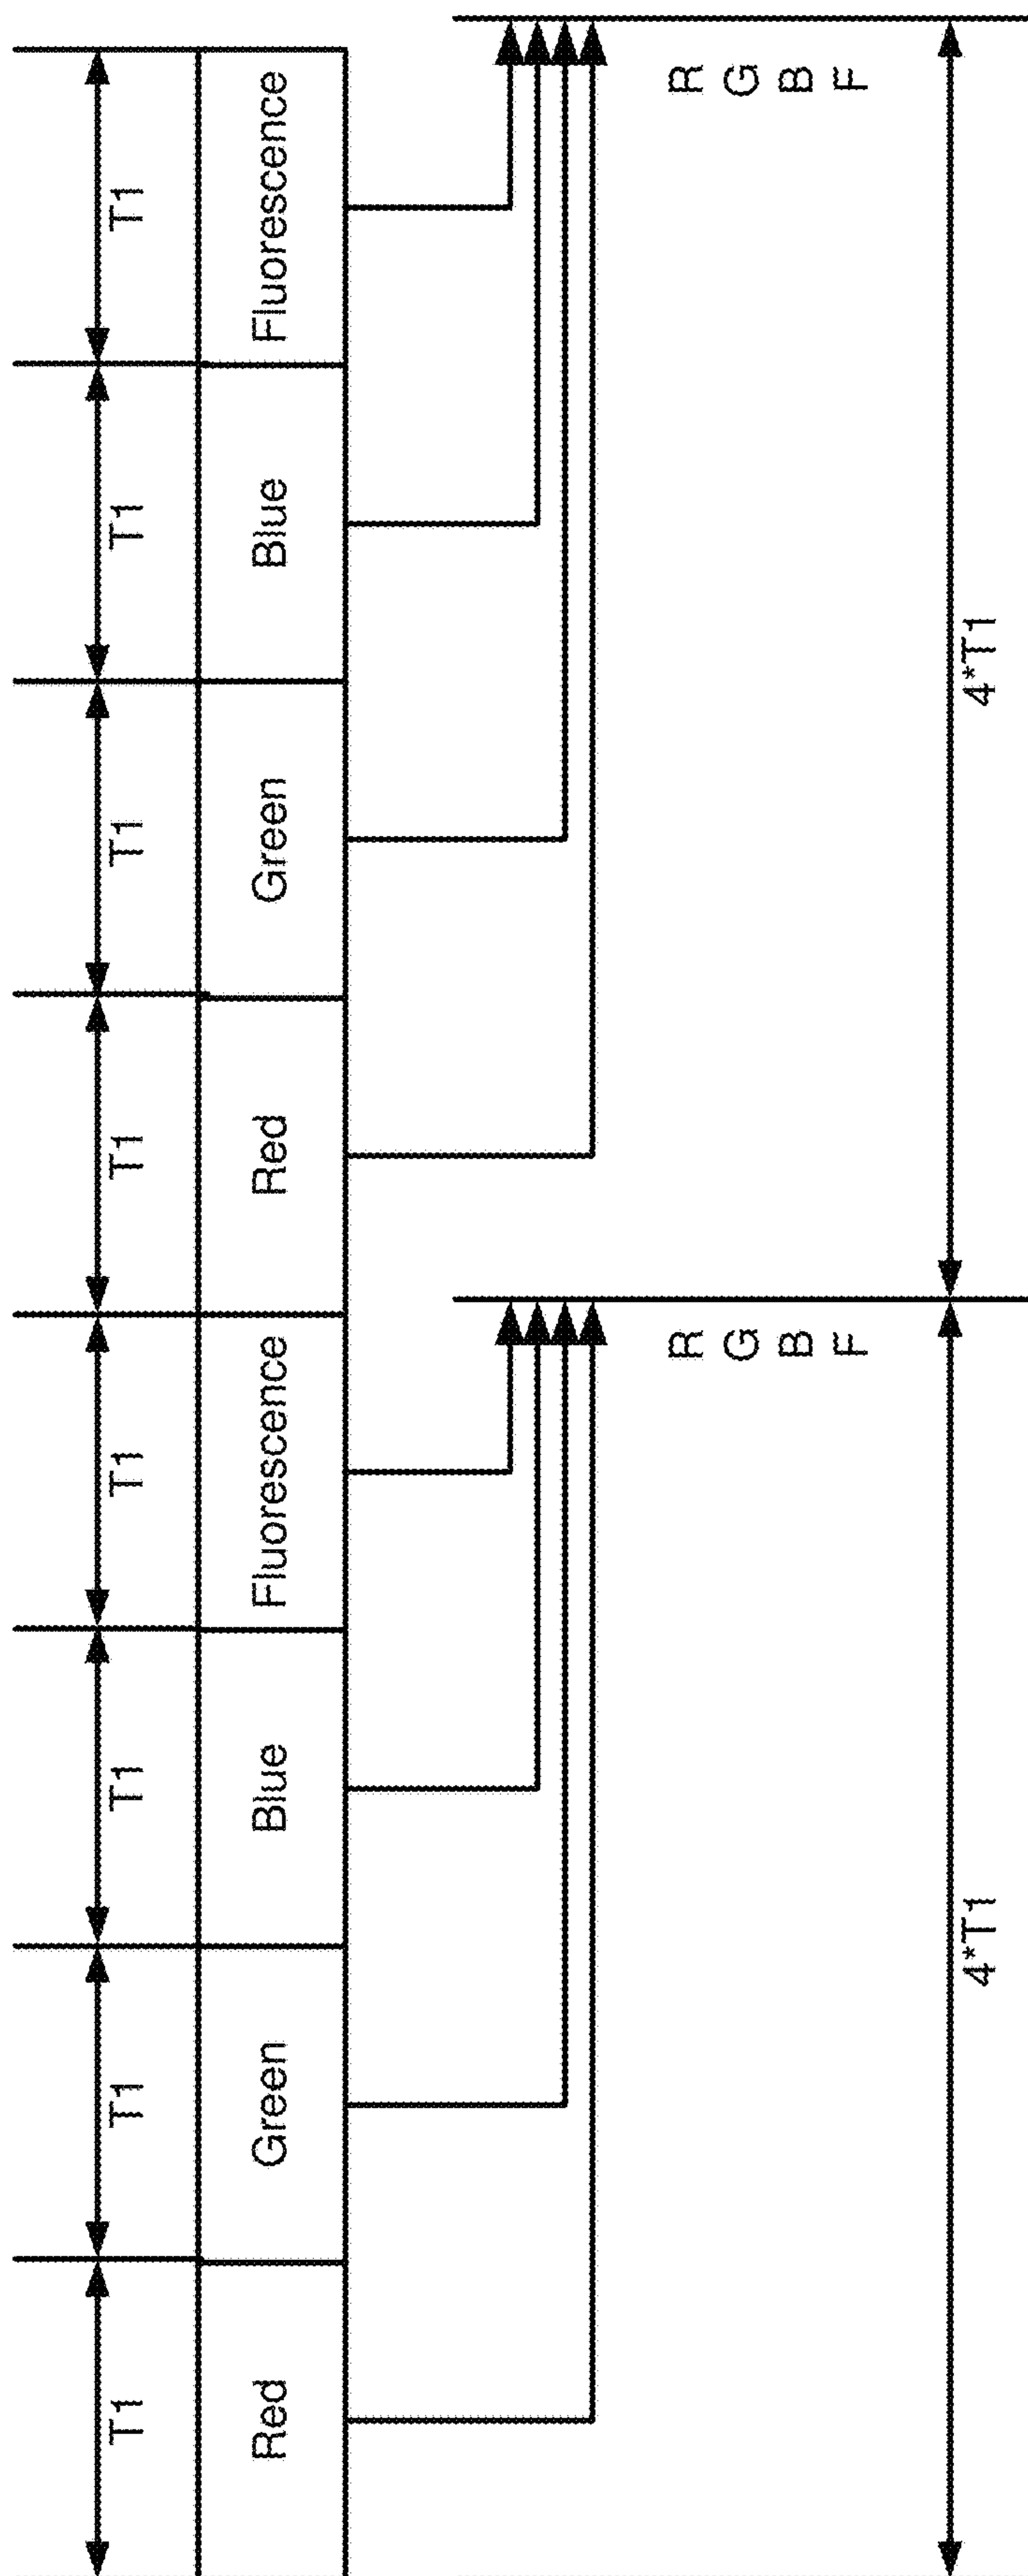 T1 T1 T1 T1 T1 T1 T1 T1
Red Green Blue Fluorescence Red Green Blue Fluorescence
R R
G G
B B
F F
4*T1 4*T1